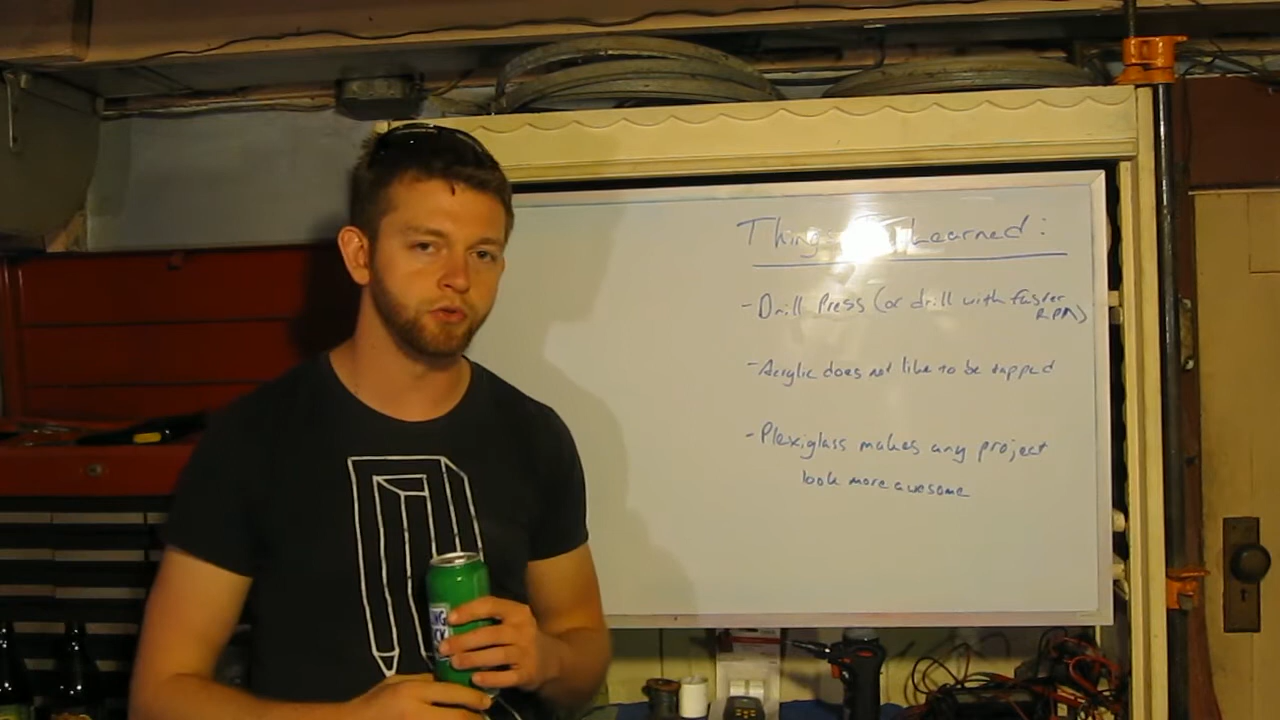 Things Learned:
- Drill Press (or drill with faster
RPM)
- Acrylic does not like to be tapped
- Plexiglass makes any project
look more awesome